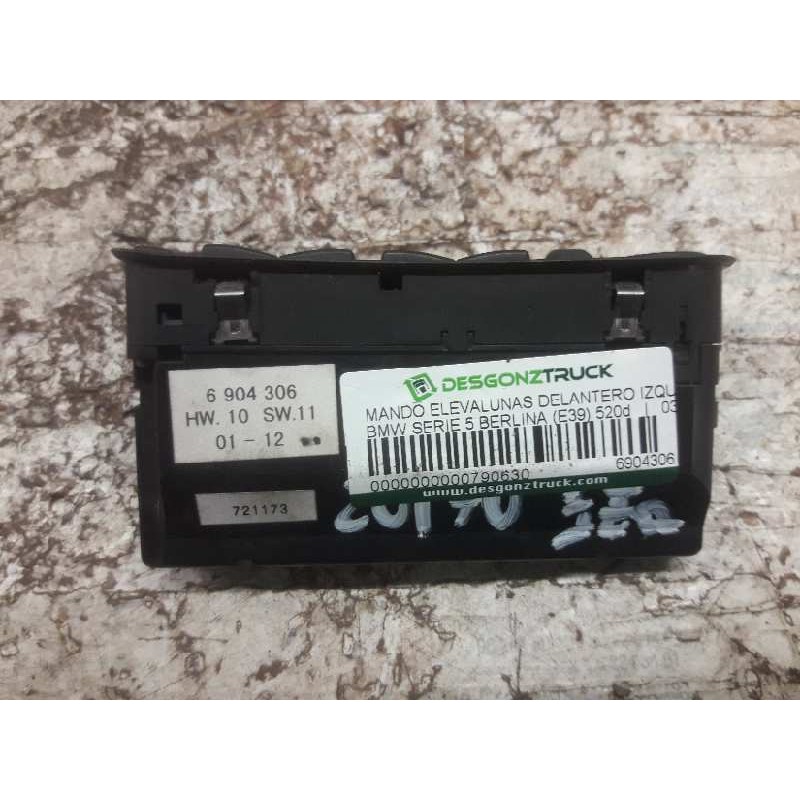 6 904 306
HW. 10 SW.11
01 - 12
721173
DESGONZTRUCK
MANDO ELEVALUNAS DELANTERO IZQU
BMW SERIE 5 BERLINA (E39) 520d | 03
0000000000790630
6904306
www.desgonztruck.com